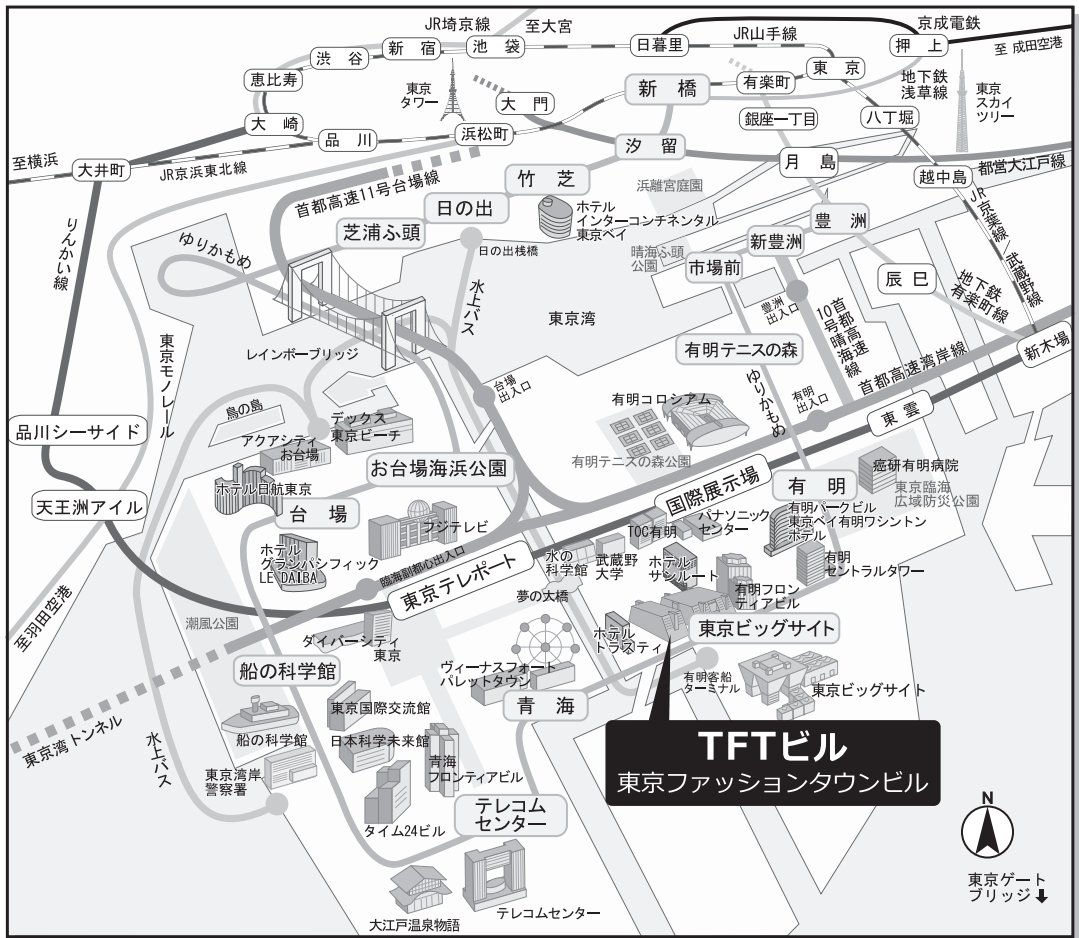 JR埼京線
至大宮
JR山手線
京成電鉄
渋谷
新宿
池袋
日暮里
押上
至 成田空港
恵比寿
東京
タワー
大門
新橋
有楽町
東京
地下鉄
浅草線
東京
スカイ
ツリー
大崎
品川
浜松町
汐留
銀座一丁目
八丁堀
至横浜
大井町
JR京浜東北線
月島
越中島
都営大江戸線
首都高速11号台場線
竹芝
日の出
芝浦ふ頭
ホテル
インターコンチネンタル
東京ベイ
浜離宮庭園
JR京葉線/武蔵野線
りんかい線
ゆりかもめ
日の出桟橋
晴海ふ頭
公園
市場前
新豊洲
豊洲
辰巳
地下鉄
有楽町線
水上バス
東京湾
豊洲
出入口
首都高速
10号晴海線
新木場
東京モノレール
レインボーブリッジ
有明テニスの森
首都高速湾岸線
台場
出入口
ゆりかもめ
有明
出入口
東雲
鳥の島
デックス
東京ビーチ
有明コロシアム
品川シーサイド
アクアシティ
お台場
お台場海浜公園
有明テニスの森公園
国際展示場
有明
癌研有明病院
東京臨海
広域防災公園
天王洲アイル
ホテル日航東京
台場
フジテレビ
TOC有明
パナソニック
センター
有明パークビル
東京ベイ有明ワシントン
ホテル
ホテル
グランパシフィック
LE DAIBA
臨海副都心出入口
東京テレポート
水の
科学館
武蔵野
大学
ホテル
サンルート
有明
セントラルタワー
有明フロン
ティアビル
至羽田空港
潮風公園
夢の大橋
ダイバーシティ
東京
ホテル
トラスティ
東京ビッグサイト
船の科学館
ヴィーナスフォート
パレットタウン
青海
有明客船
ターミナル
東京ビッグサイト
東京湾トンネル
水上バス
船の科学館
東京国際交流館
日本科学未来館
青海
フロンティアビル
東京湾岸
警察署
TFTビル
東京ファッションタウンビル
タイム24ビル
テレコム
センター
N
東京ゲート
ブリッジ
大江戸温泉物語
テレコムセンター